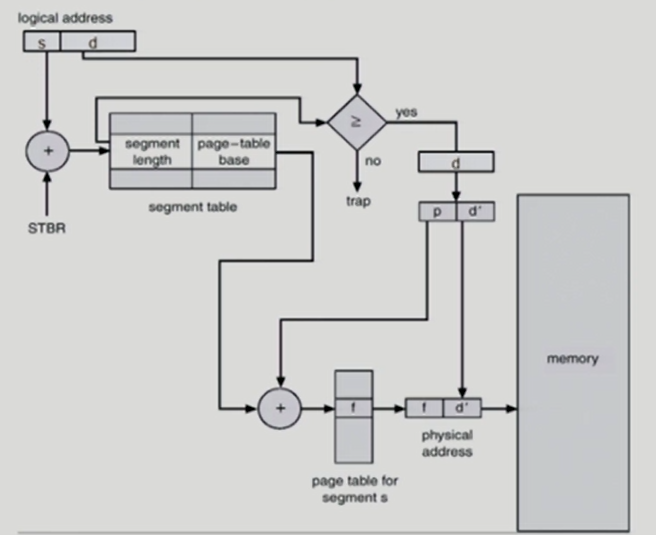 logical address
s d
≥
yes
+
segment length
page-table base
no
d
trap
segment table
p d'
STBR
memory
+
f
f d'
physical
address
page table for
segment s